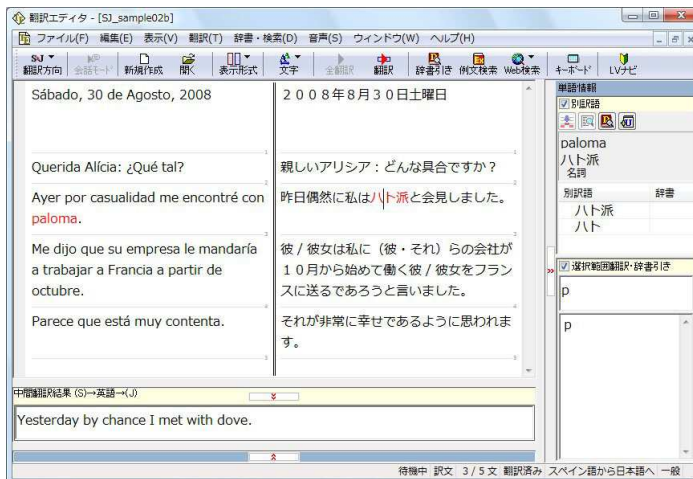 翻訳エディタ - [SJ_sample02b]
ファイル(F) 編集(E) 表示(V) 翻訳(T) 辞書・検索(D) 音声(S) ウィンドウ(W) ヘルプ(H)
SJ
翻訳方向 会話モード 新規作成 開く 表示形式 文字 全翻訳 翻訳 辞書引き 例文検索 Web検索 キーボード LVナビ
Sábado, 30 de Agosto, 2008
２００８年８月３０日土曜日
1
1
Querida Alícia: ¿Qué tal?
親しいアリシア：どんな具合ですか？
2
2
Ayer por casualidad me encontré con
paloma.
昨日偶然に私はハト派と会見しました。
3
3
Me dijo que su empresa le mandaría
a trabajar a Francia a partir de
octubre.
彼 / 彼女は私に（彼・それ）らの会社が
１０月から始めて働く彼 / 彼女をフラン
スに送るであろうと言いました。
4
4
Parece que está muy contenta.
それが非常に幸せであるように思われま
す。
5
5
単語情報
別訳語
paloma
ハト派
名詞
別訳語 辞書
ハト派
ハト
選択範囲翻訳・辞書引き
p
p
中間翻訳結果 (S)→英語→(J)
Yesterday by chance I met with dove.
待機中 訳文 3 / 5 文 翻訳済み スペイン語から日本語へ 一般